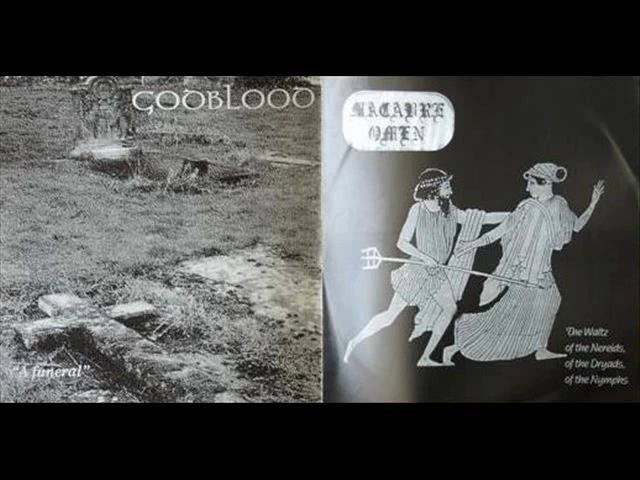 GODBLOOD
"A funeral"
MACABRE
OMEN
The Waltz
of the Nereids,
of the Dryads,
of the Nymphs